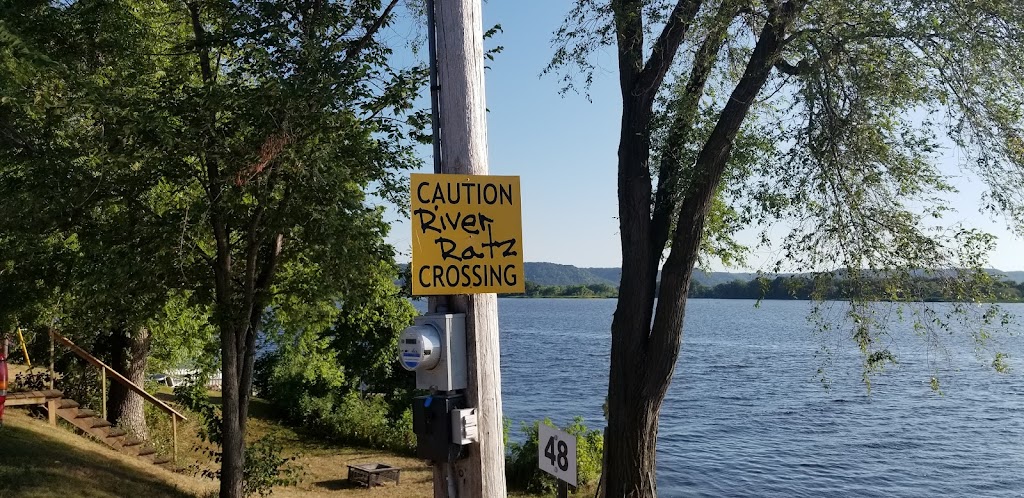 CAUTION
River
Ratz
CROSSING
48